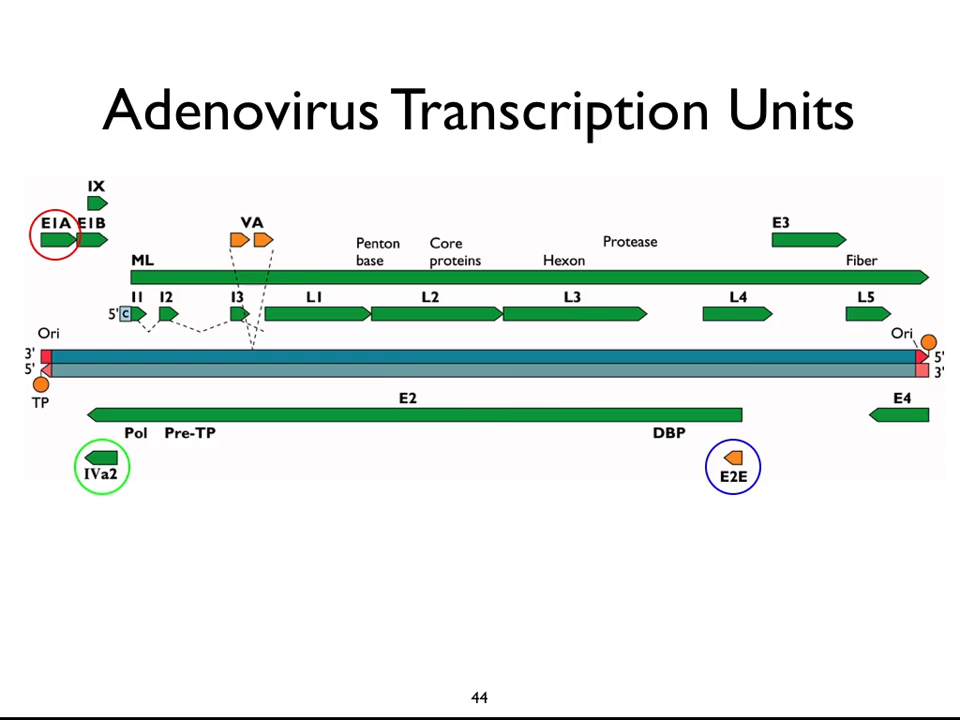 Adenovirus Transcription Units
IX
E1A E1B VA E3
ML Penton base Core proteins Hexon Protease Fiber
5' C I1 I2 I3 L1 L2 L3 L4 L5
Ori Ori
3' 5'
5' 3'
TP E2 E4
Pol Pre-TP DBP
IVa2 E2E
44